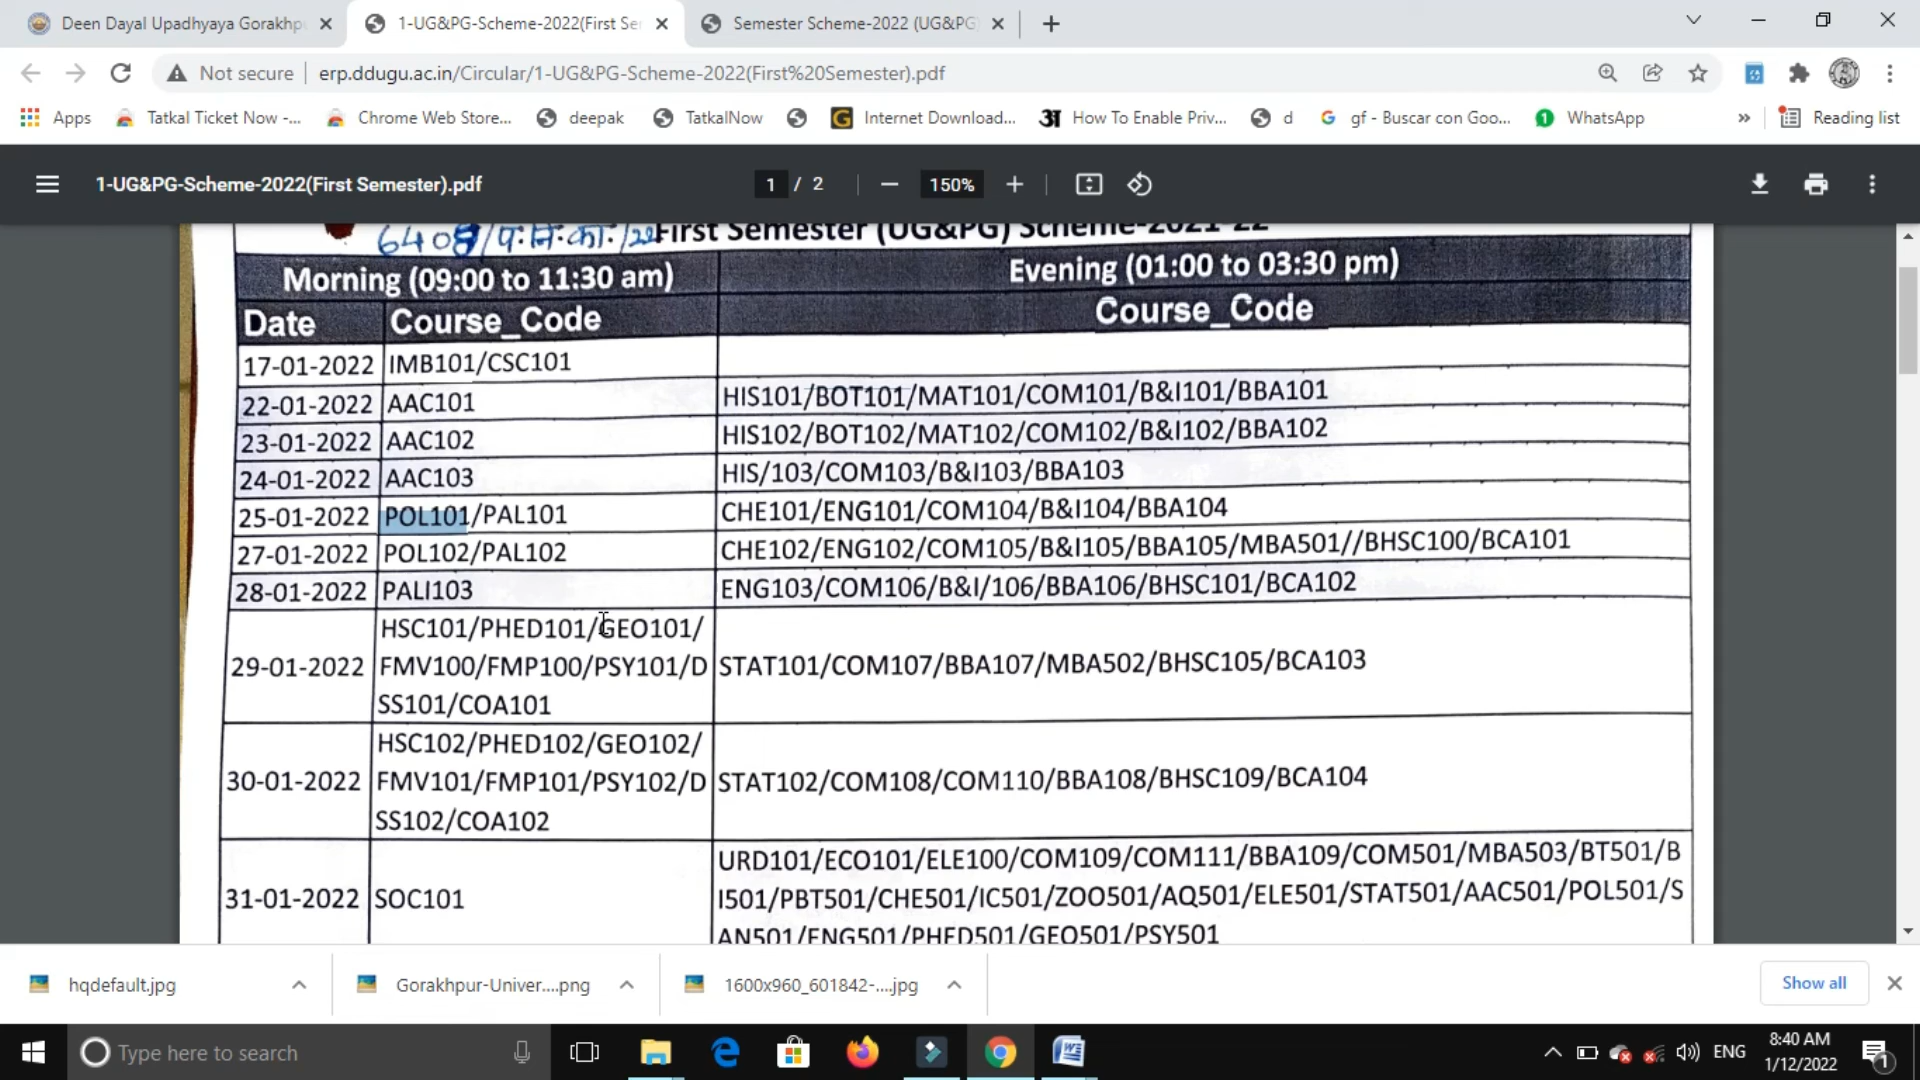 Deen Dayal Upadhyaya Gorakhp
1-UG&PG-Scheme-2022(First Se
Semester Scheme-2022 (UG&PG
Not secure
erp.ddugu.ac.in/Circular/1-UG&PG-Scheme-2022(First%20Semester).pdf
Apps
Tatkal Ticket Now -...
Chrome Web Store...
deepak
TatkalNow
Internet Download...
How To Enable Priv...
d
gf - Buscar con Goo...
WhatsApp
»
Reading list
1-UG&PG-Scheme-2022(First Semester).pdf
1 / 2
150%
First Semester (UG&PG) Scheme-2021-22
Morning (09:00 to 11:30 am) Evening (01:00 to 03:30 pm)
Date Course_Code Course_Code
17-01-2022 IMB101/CSC101
22-01-2022 AAC101 HIS101/BOT101/MAT101/COM101/B&I101/BBA101
23-01-2022 AAC102 HIS102/BOT102/MAT102/COM102/B&I102/BBA102
24-01-2022 AAC103 HIS/103/COM103/B&I103/BBA103
25-01-2022 POL101/PAL101 CHE101/ENG101/COM104/B&I104/BBA104
27-01-2022 POL102/PAL102 CHE102/ENG102/COM105/B&I105/BBA105/MBA501//BHSC100/BCA101
28-01-2022 PALI103 ENG103/COM106/B&I/106/BBA106/BHSC101/BCA102
HSC101/PHED101/GEO101/
29-01-2022 FMV100/FMP100/PSY101/D STAT101/COM107/BBA107/MBA502/BHSC105/BCA103
SS101/COA101
HSC102/PHED102/GEO102/
30-01-2022 FMV101/FMP101/PSY102/D STAT102/COM108/COM110/BBA108/BHSC109/BCA104
SS102/COA102
URD101/ECO101/ELE100/COM109/COM111/BBA109/COM501/MBA503/BT501/B
31-01-2022 SOC101 I501/PBT501/CHE501/IC501/ZOO501/AQ501/ELE501/STAT501/AAC501/POL501/S
AN501/ENG501/PHED501/GEO501/PSY501
hqdefault.jpg
Gorakhpur-Univer....png
1600x960_601842-....jpg
Show all
Type here to search
ENG
8:40 AM
1/12/2022
1